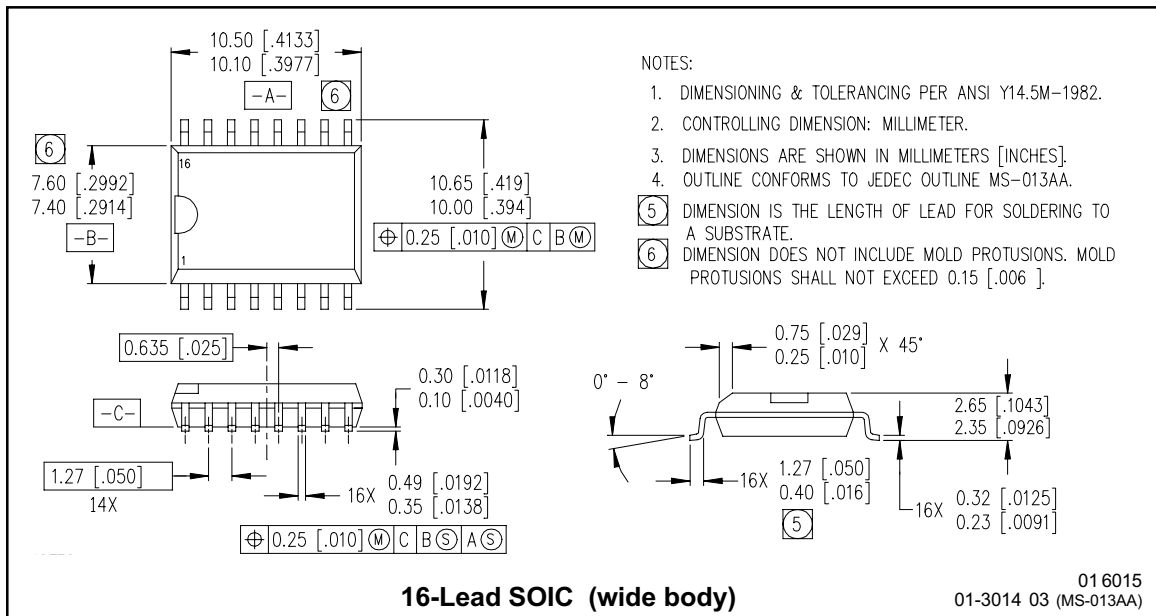 10.50 [.4133]
10.10 [.3977]
-A-
6
6
7.60 [.2992]
7.40 [.2914]
-B-
16
1
10.65 [.419]
10.00 [.394]
⌖ 0.25 [.010] Ⓜ C B Ⓜ
NOTES:
1. DIMENSIONING & TOLERANCING PER ANSI Y14.5M-1982.
2. CONTROLLING DIMENSION: MILLIMETER.
3. DIMENSIONS ARE SHOWN IN MILLIMETERS [INCHES].
4. OUTLINE CONFORMS TO JEDEC OUTLINE MS-013AA.
5 DIMENSION IS THE LENGTH OF LEAD FOR SOLDERING TO
A SUBSTRATE.
6 DIMENSION DOES NOT INCLUDE MOLD PROTUSIONS. MOLD
PROTUSIONS SHALL NOT EXCEED 0.15 [.006 ].
0.635 [.025]
0.30 [.0118]
0.10 [.0040]
-C-
1.27 [.050]
14X
16X 0.49 [.0192]
0.35 [.0138]
⌖ 0.25 [.010] Ⓜ C B Ⓢ A Ⓢ
0.75 [.029]
0.25 [.010] X 45°
0° - 8°
2.65 [.1043]
2.35 [.0926]
16X 1.27 [.050]
0.40 [.016]
5
16X 0.32 [.0125]
0.23 [.0091]
16-Lead SOIC (wide body)
01 6015
01-3014 03 (MS-013AA)